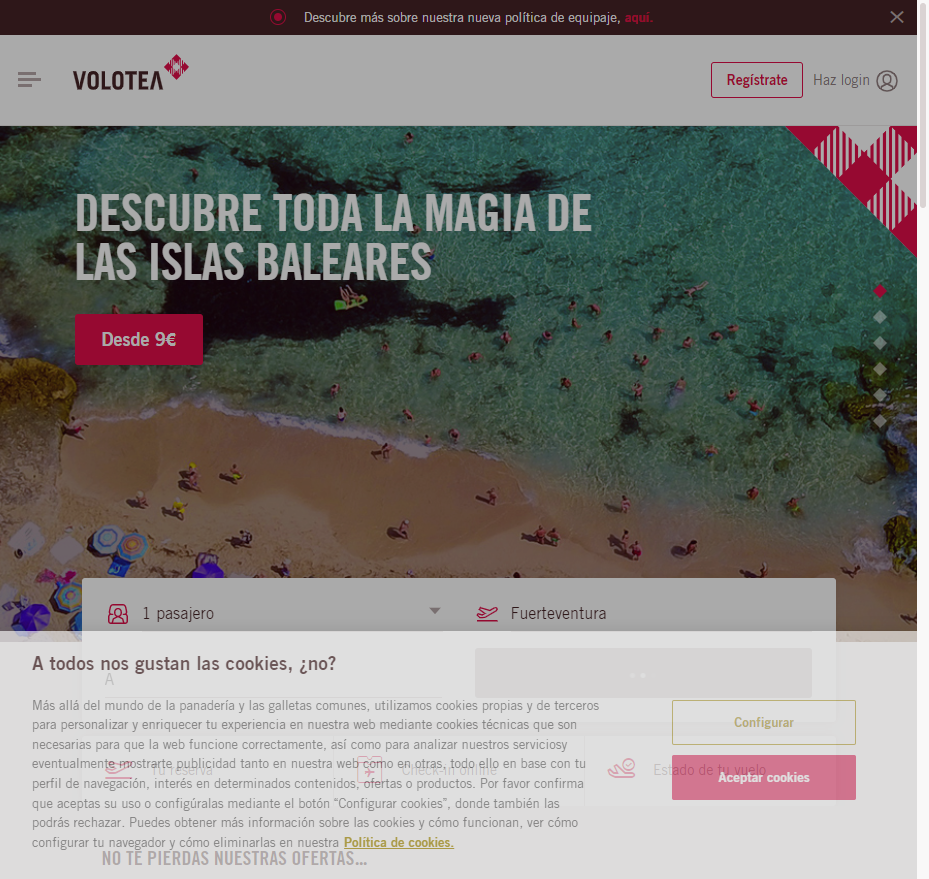 Descubre más sobre nuestra nueva política de equipaje, aquí.
VOLOTEA
Regístrate
Haz login
DESCUBRE TODA LA MAGIA DE
LAS ISLAS BALEARES
Desde 9€
1 pasajero
Fuerteventura
A todos nos gustan las cookies, ¿no?
A
Más allá del mundo de la panadería y las galletas comunes, utilizamos cookies propias y de terceros
para personalizar y enriquecer tu experiencia en nuestra web mediante cookies técnicas que son
necesarias para que la web funcione correctamente, así como para analizar nuestros serviciosy
eventualmente mostrarte publicidad tanto en nuestra web como en otras, todo ello en base con tu
perfil de navegación, interés en determinados contenidos, ofertas o productos. Por favor confirma
que aceptas su uso o configúralas mediante el botón “Configurar cookies”, donde también las
podrás rechazar. Puedes obtener más información sobre las cookies y cómo funcionan, ver cómo
configurar tu navegador y cómo eliminarlas en nuestra Política de cookies.
Configurar
Aceptar cookies
Tu reserva
Check-in online
Estado de tu vuelo
NO TE PIERDAS NUESTRAS OFERTAS...